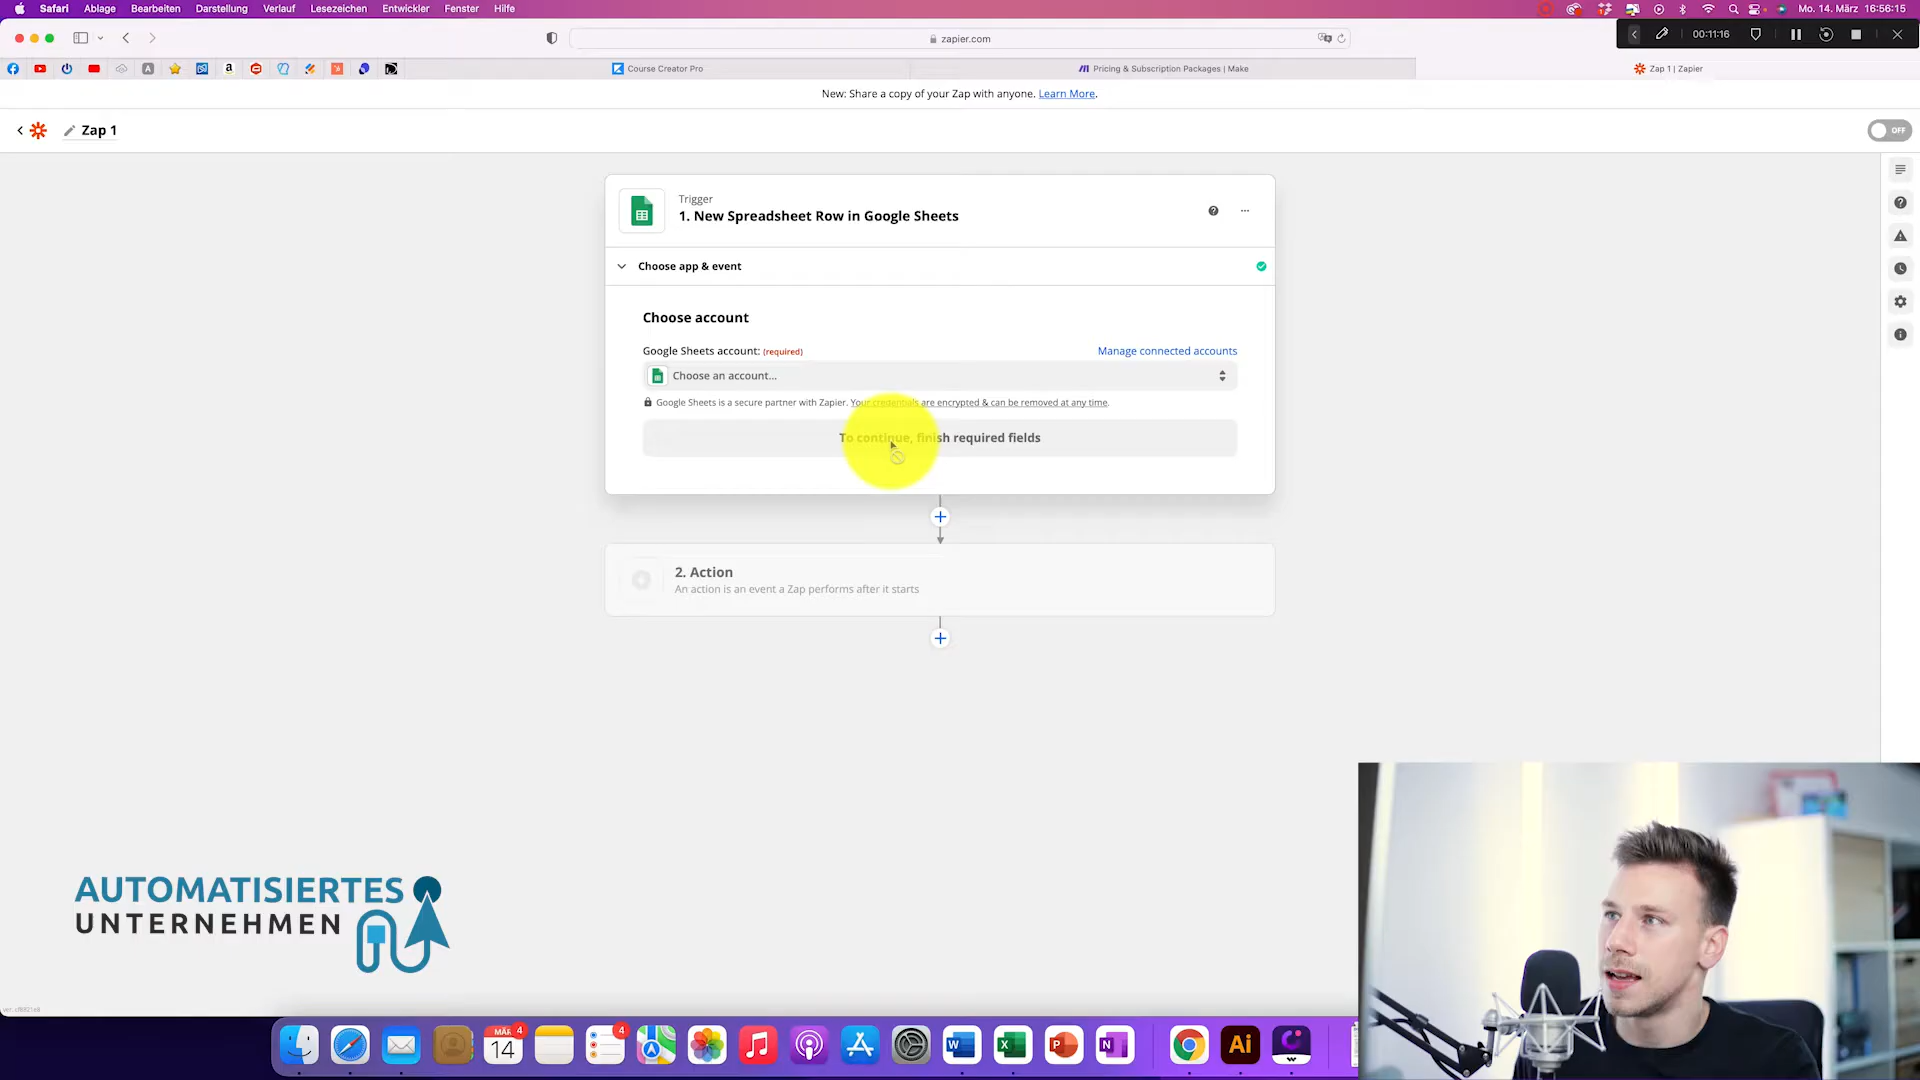 Safari Ablage Bearbeiten Darstellung Verlauf Lesezeichen Entwickler Fenster Hilfe
Mo. 14. März 16:56:15
zapier.com
00:11:16
Course Creator Pro
Pricing & Subscription Packages | Make
Zap 1 | Zapier
New: Share a copy of your Zap with anyone. Learn More.
Zap 1
OFF
Trigger
1. New Spreadsheet Row in Google Sheets
Choose app & event
Choose account
Google Sheets account: (required)
Manage connected accounts
Choose an account...
Google Sheets is a secure partner with Zapier. Your credentials are encrypted & can be removed at any time.
To continue, finish required fields
2. Action
An action is an event a Zap performs after it starts
AUTOMATISIERTES
UNTERNEHMEN
MÄR
14
4
4
Ai